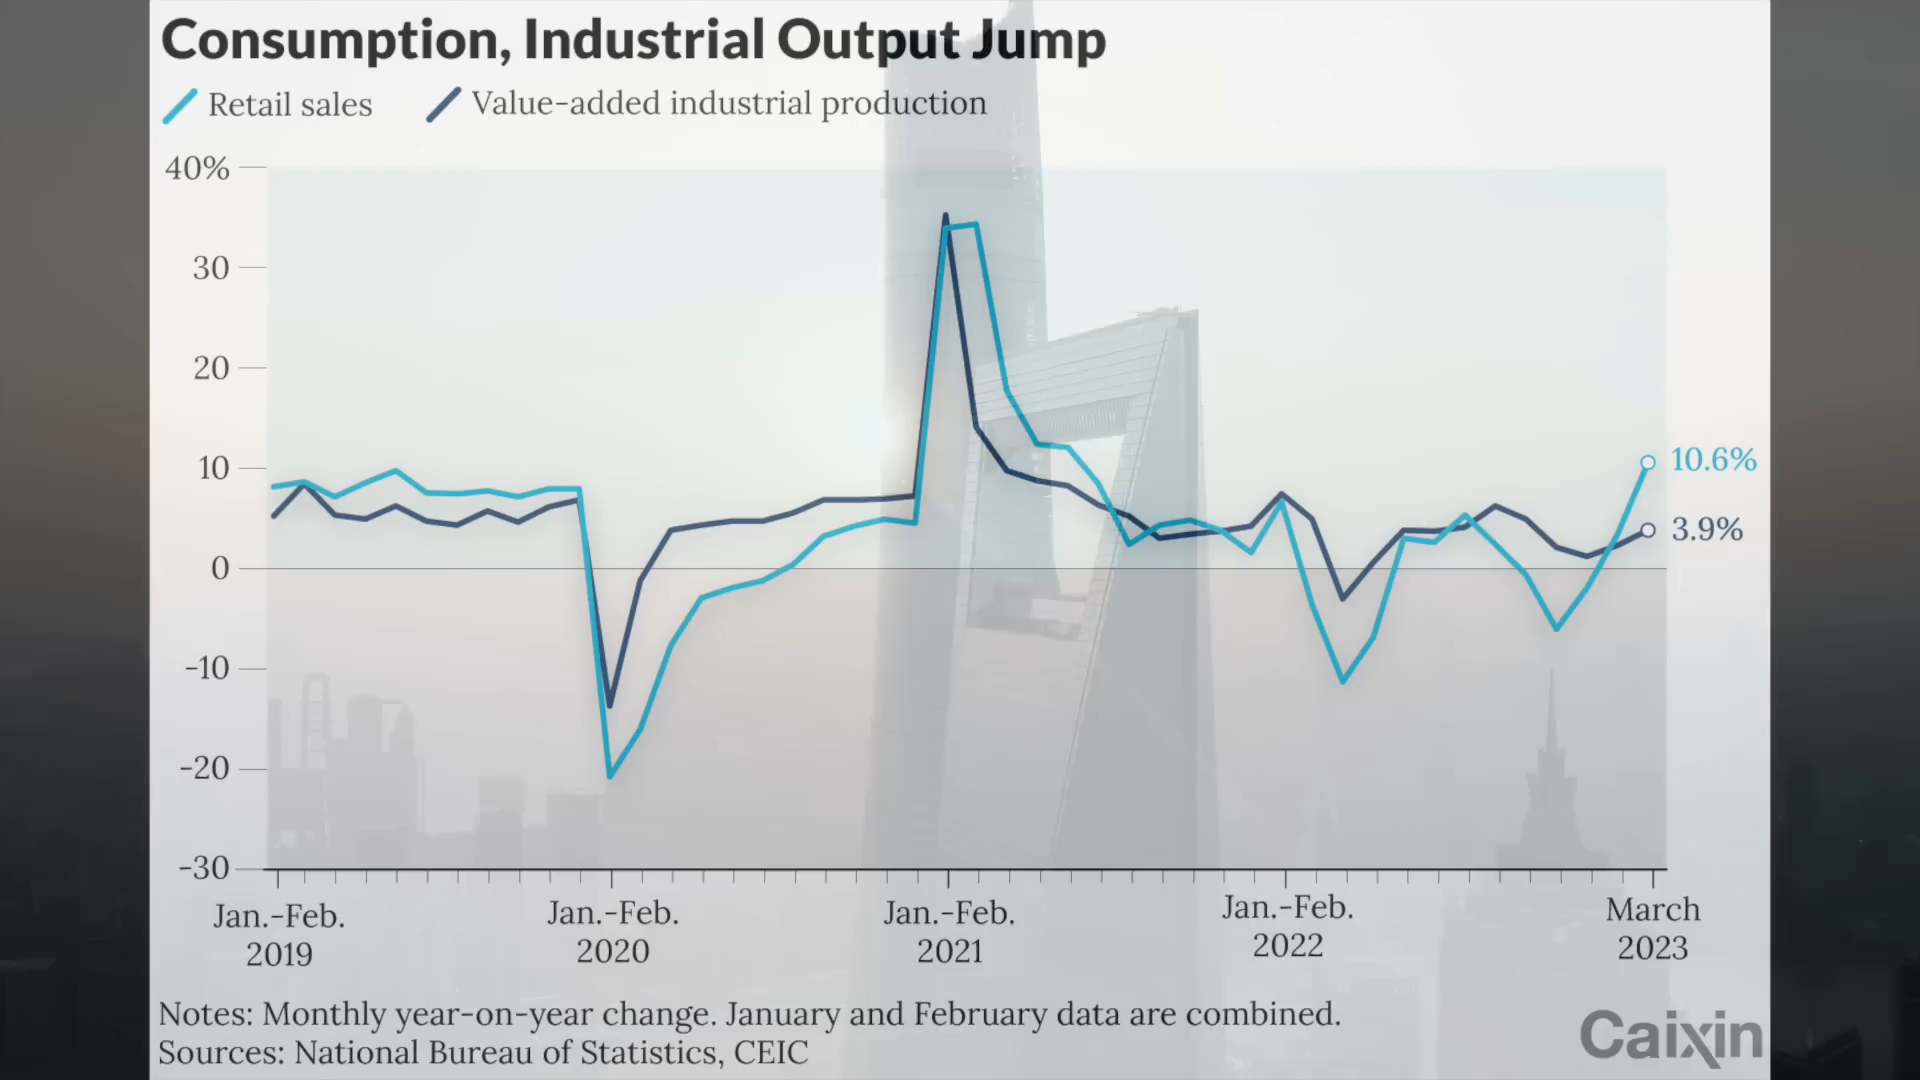 Consumption, Industrial Output Jump
Retail sales
Value-added industrial production
40%
30
20
10
0
-10
-20
-30
10.6%
3.9%
Jan.-Feb.
2019
Jan.-Feb.
2020
Jan.-Feb.
2021
Jan.-Feb.
2022
March
2023
Notes: Monthly year-on-year change. January and February data are combined.
Sources: National Bureau of Statistics, CEIC
Caixin